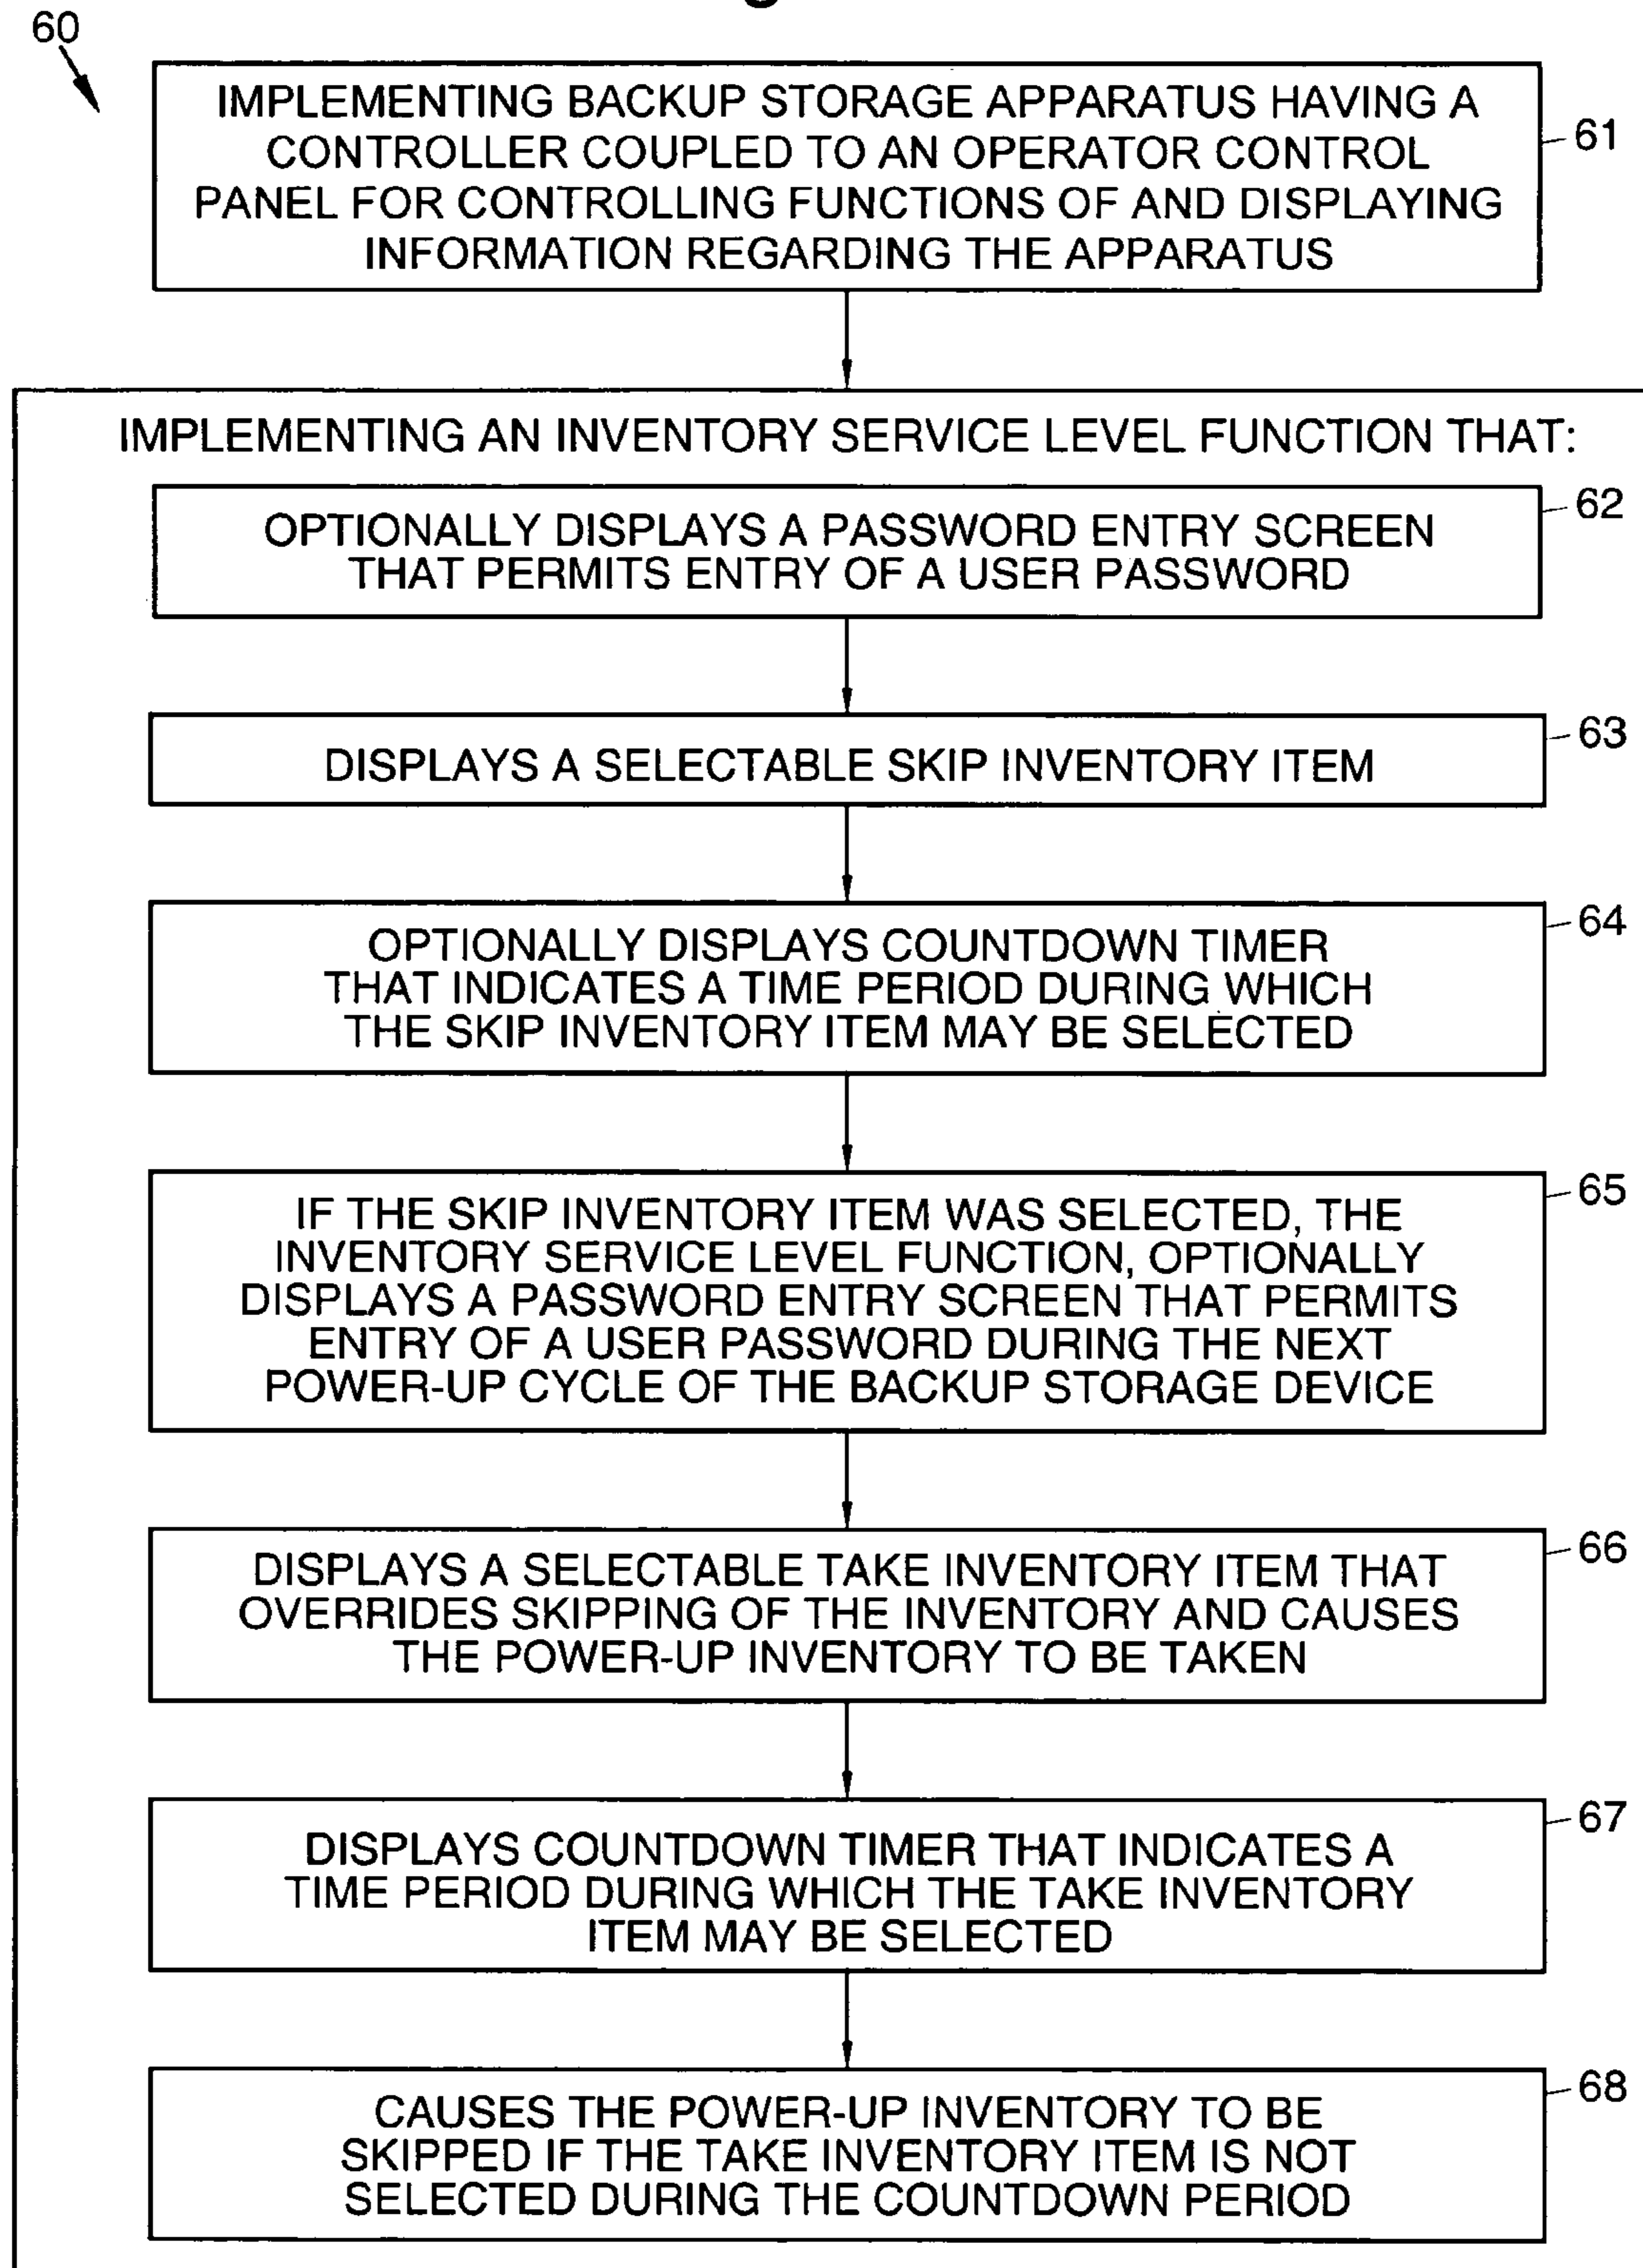 60
IMPLEMENTING BACKUP STORAGE APPARATUS HAVING A
CONTROLLER COUPLED TO AN OPERATOR CONTROL
PANEL FOR CONTROLLING FUNCTIONS OF AND DISPLAYING
INFORMATION REGARDING THE APPARATUS
61
IMPLEMENTING AN INVENTORY SERVICE LEVEL FUNCTION THAT:
OPTIONALLY DISPLAYS A PASSWORD ENTRY SCREEN
THAT PERMITS ENTRY OF A USER PASSWORD
62
DISPLAYS A SELECTABLE SKIP INVENTORY ITEM
63
OPTIONALLY DISPLAYS COUNTDOWN TIMER
THAT INDICATES A TIME PERIOD DURING WHICH
THE SKIP INVENTORY ITEM MAY BE SELECTED
64
IF THE SKIP INVENTORY ITEM WAS SELECTED, THE
INVENTORY SERVICE LEVEL FUNCTION, OPTIONALLY
DISPLAYS A PASSWORD ENTRY SCREEN THAT PERMITS
ENTRY OF A USER PASSWORD DURING THE NEXT
POWER-UP CYCLE OF THE BACKUP STORAGE DEVICE
65
DISPLAYS A SELECTABLE TAKE INVENTORY ITEM THAT
OVERRIDES SKIPPING OF THE INVENTORY AND CAUSES
THE POWER-UP INVENTORY TO BE TAKEN
66
DISPLAYS COUNTDOWN TIMER THAT INDICATES A
TIME PERIOD DURING WHICH THE TAKE INVENTORY
ITEM MAY BE SELECTED
67
CAUSES THE POWER-UP INVENTORY TO BE
SKIPPED IF THE TAKE INVENTORY ITEM IS NOT
SELECTED DURING THE COUNTDOWN PERIOD
68